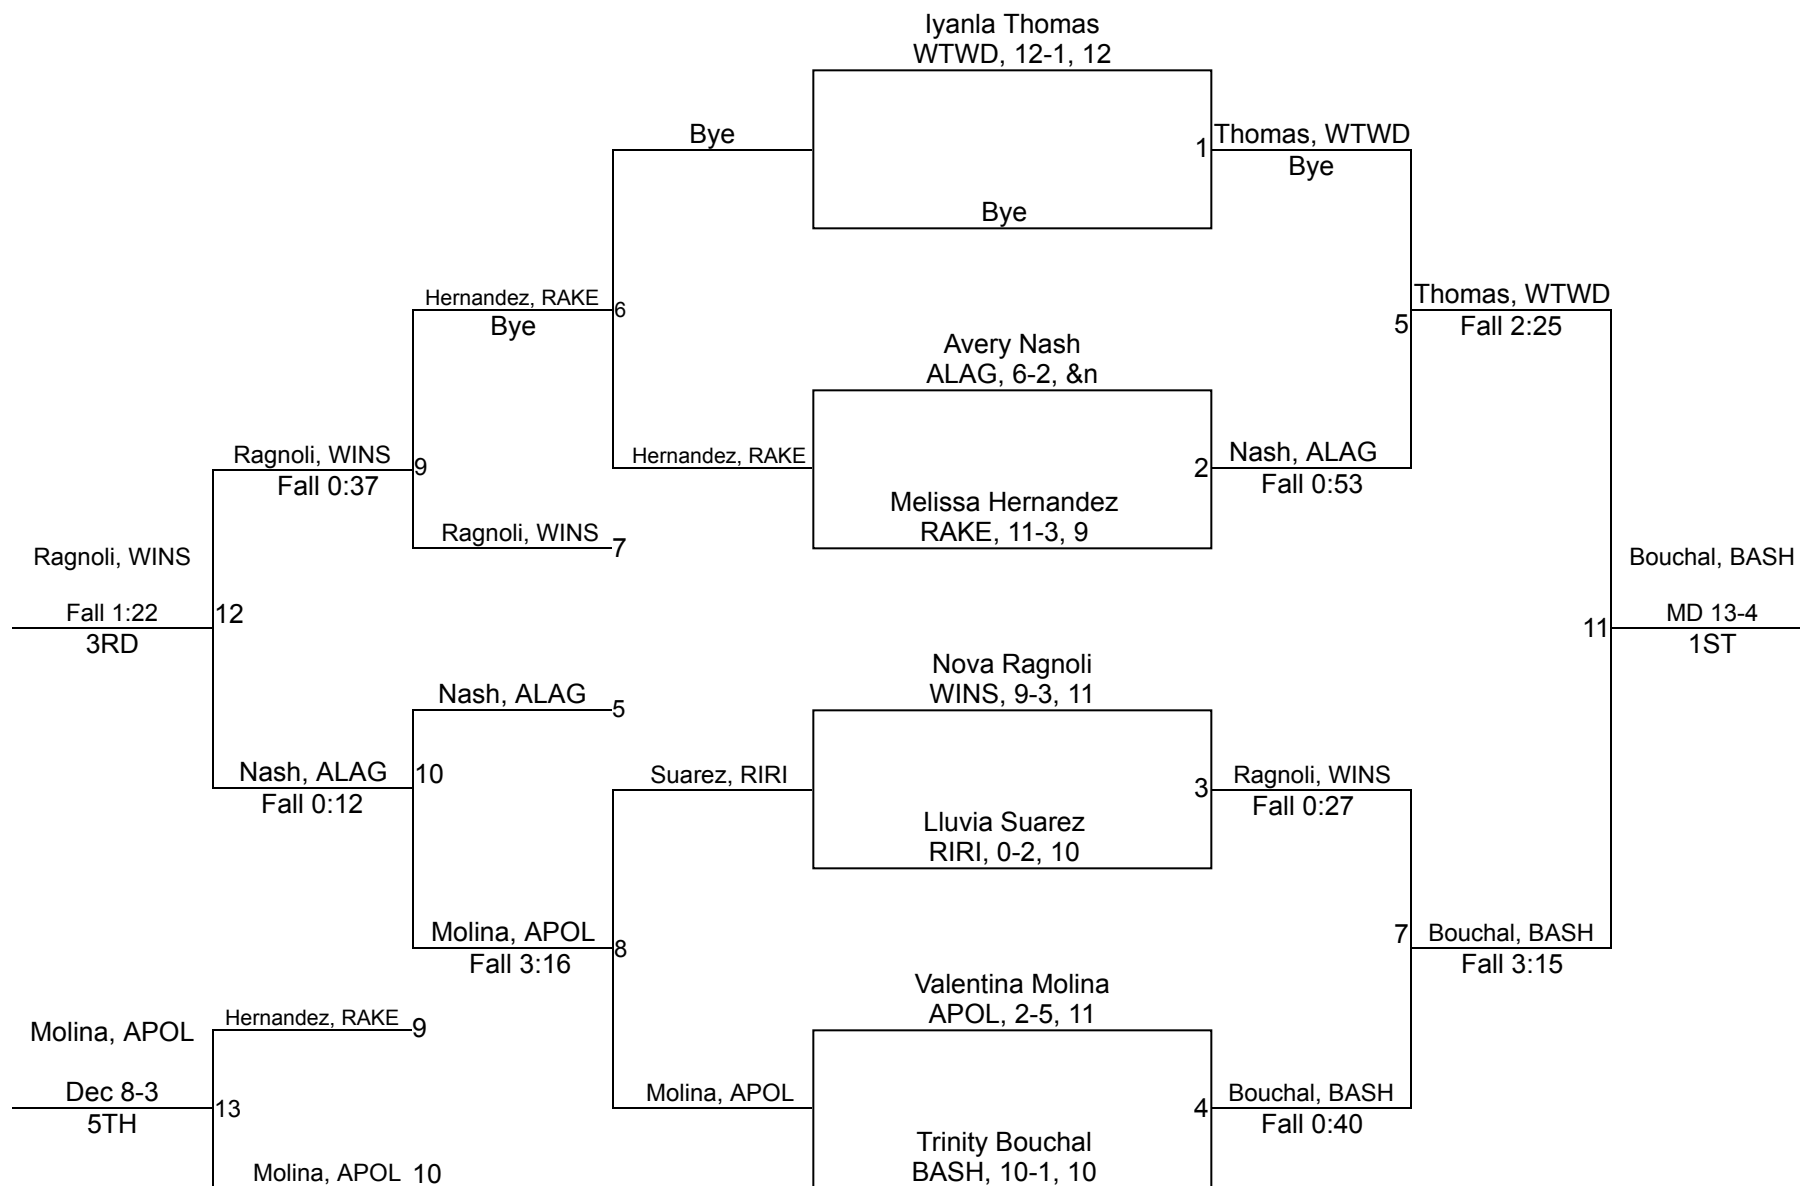 Iyanla Thomas
WTWD, 12-1, 12
Bye
1
Thomas, WTWD
Bye
Bye
Hernandez, RAKE
Bye
6
Thomas, WTWD
Fall 2:25
5
Avery Nash
ALAG, 6-2, &n
Ragnoli, WINS
Fall 0:37
9
Hernandez, RAKE
2
Nash, ALAG
Fall 0:53
Melissa Hernandez
RAKE, 11-3, 9
Ragnoli, WINS
7
Ragnoli, WINS
Fall 1:22
3RD
12
Bouchal, BASH
MD 13-4
1ST
11
Nova Ragnoli
WINS, 9-3, 11
Nash, ALAG
5
Nash, ALAG
Fall 0:12
10
Suarez, RIRI
3
Ragnoli, WINS
Fall 0:27
Lluvia Suarez
RIRI, 0-2, 10
Molina, APOL
Fall 3:16
8
7
Bouchal, BASH
Fall 3:15
Valentina Molina
APOL, 2-5, 11
Hernandez, RAKE
9
Molina, APOL
Dec 8-3
5TH
13
Molina, APOL
4
Bouchal, BASH
Fall 0:40
Trinity Bouchal
BASH, 10-1, 10
Molina, APOL
10